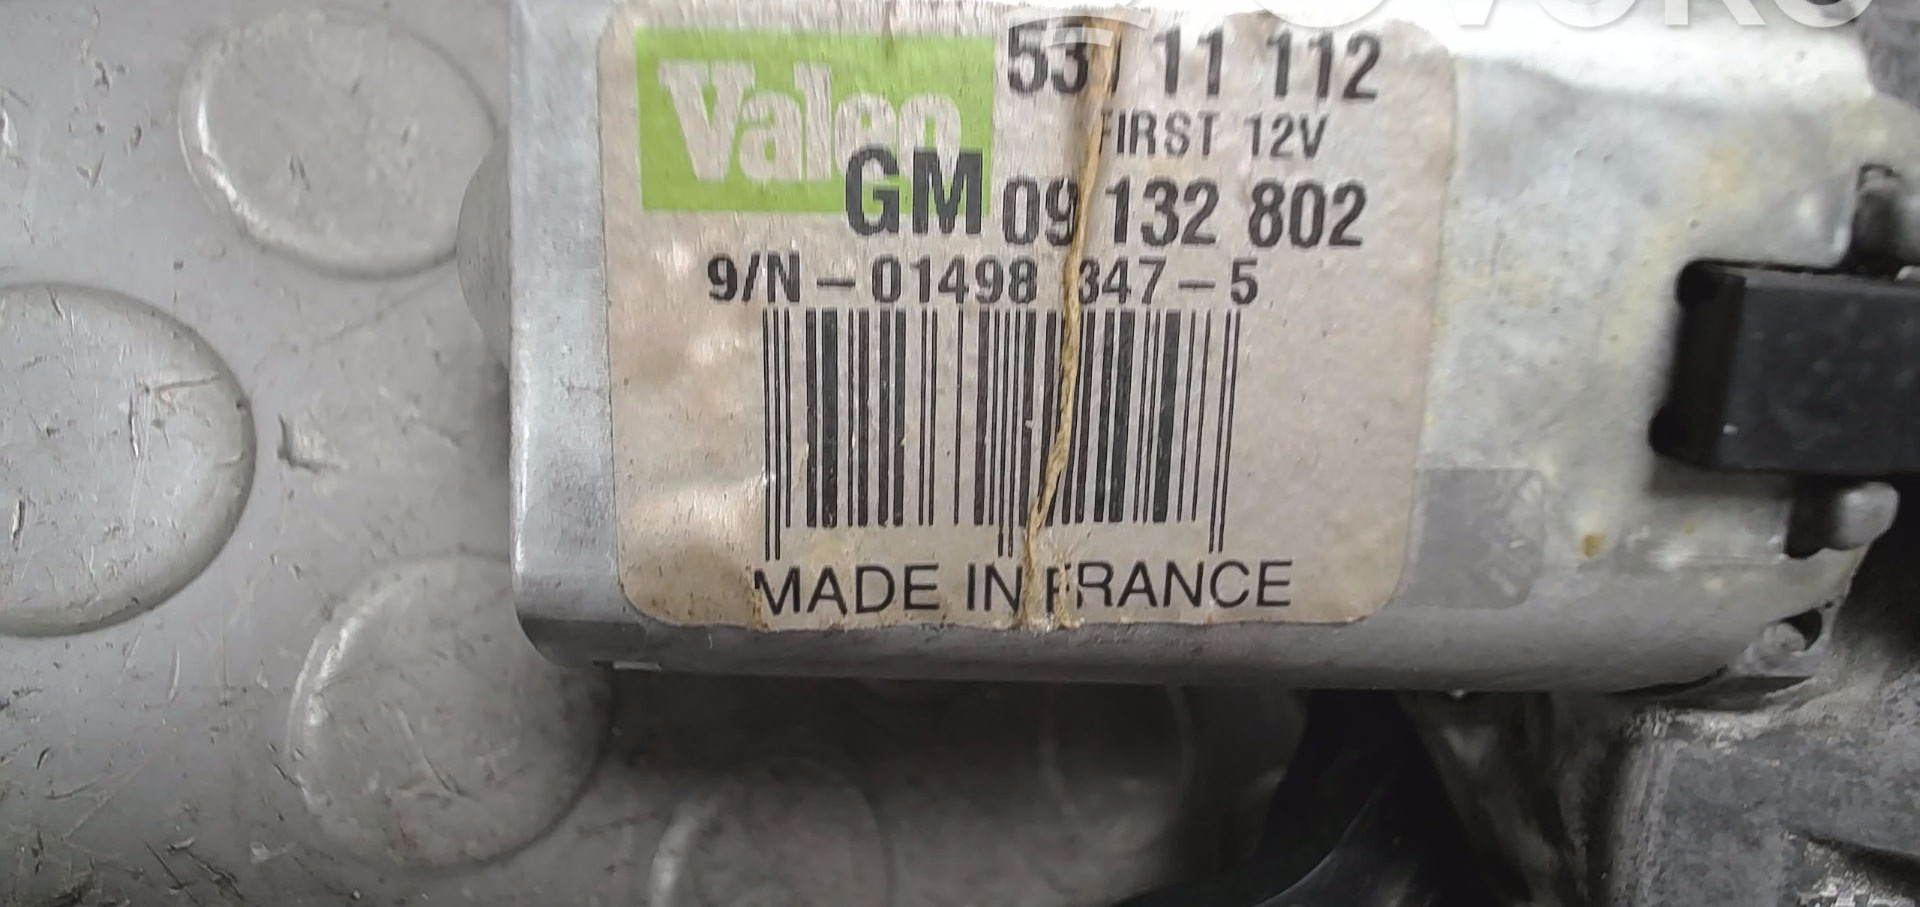 Valeo 53 11 112
FIRST 12V
GM 09 132 802
9/N-01498 347-5
MADE IN FRANCE